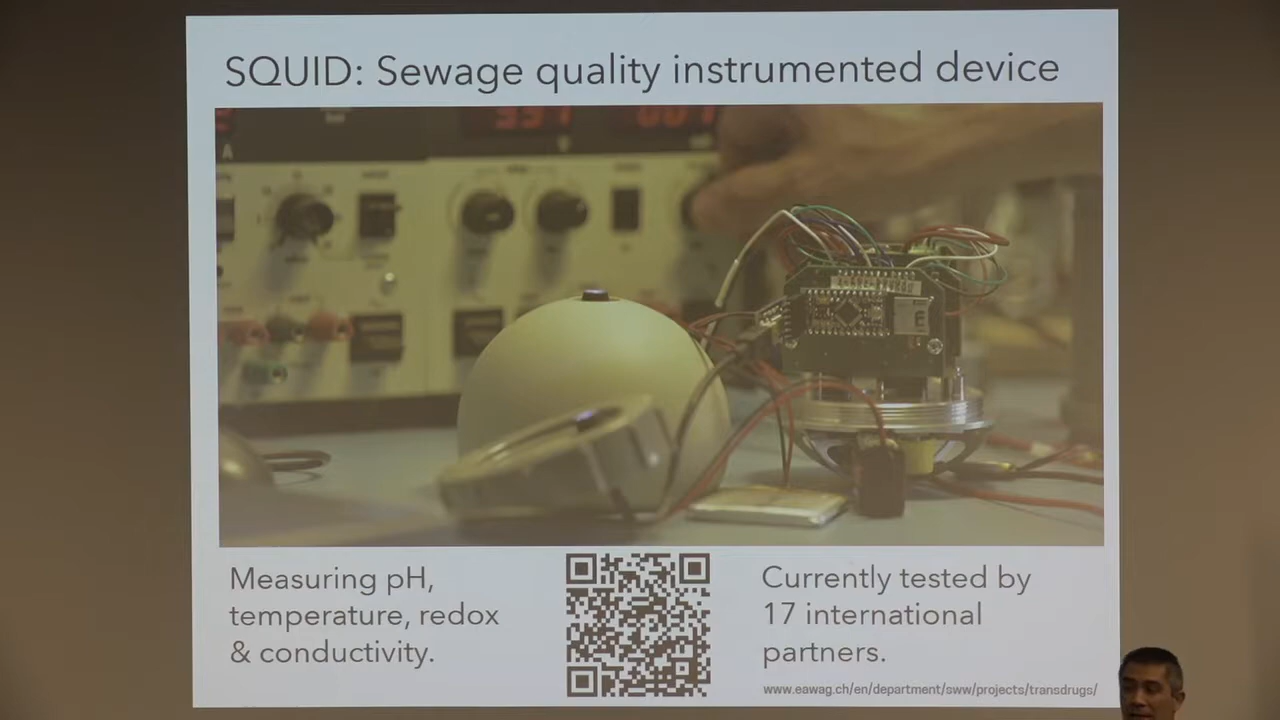 SQUID: Sewage quality instrumented device
A
Measuring pH,
temperature, redox
& conductivity.
Currently tested by
17 international
partners.
www.eawag.ch/en/department/sww/projects/transdrugs/